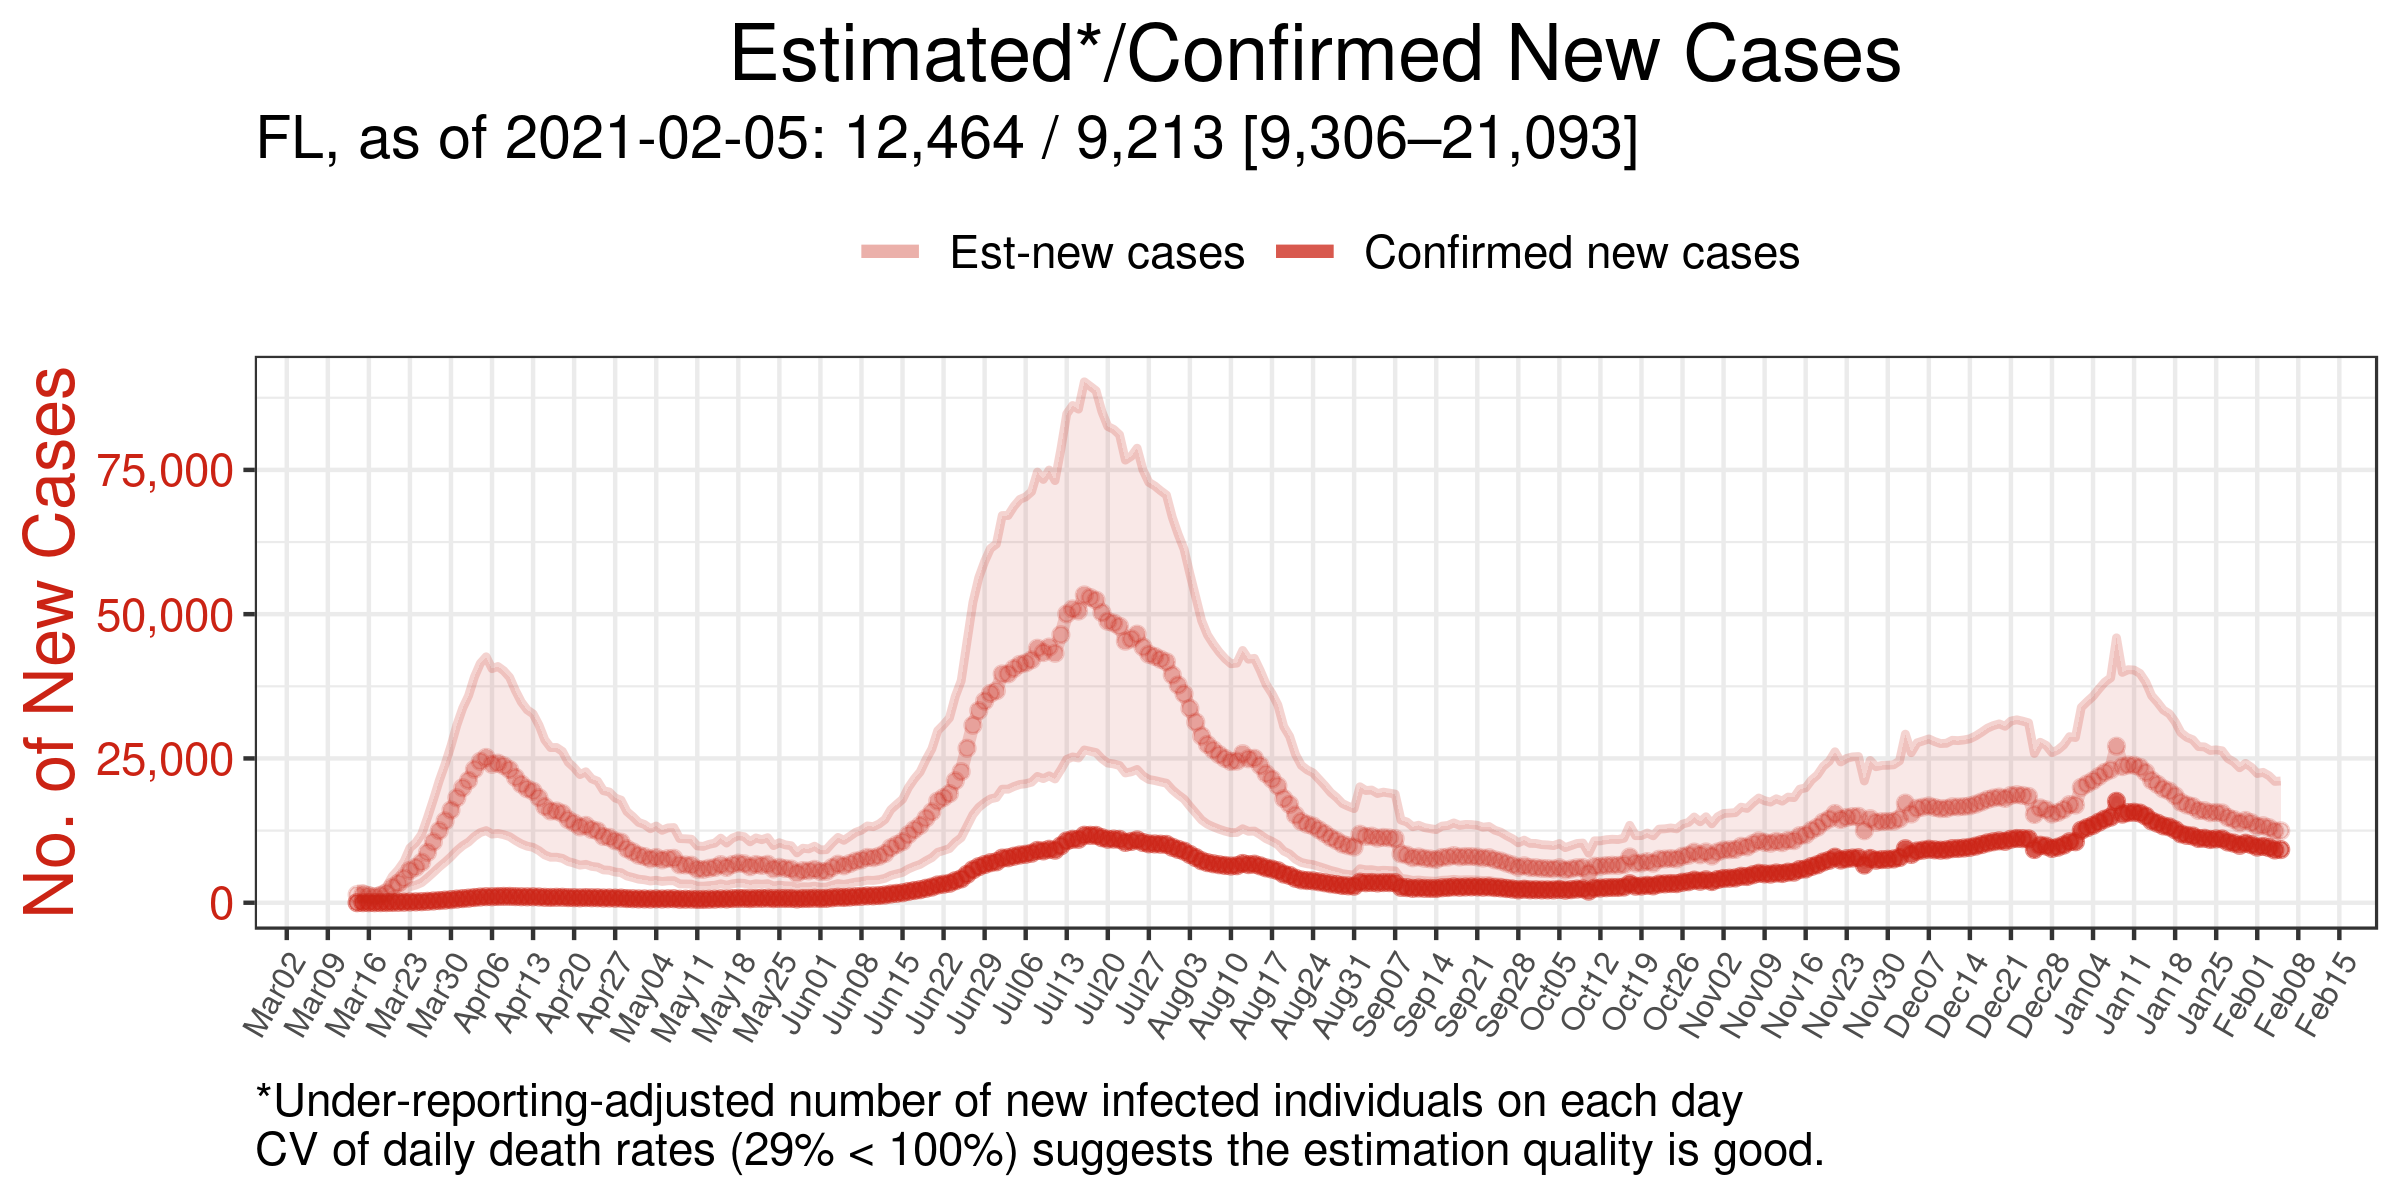 Estimated*/Confirmed New Cases
FL, as of 2021-02-05: 12,464 / 9,213 [9,306–21,093]
Est-new cases Confirmed new cases
No. of New Cases
75,000
50,000
25,000
0
Mar02 Mar09 Mar16 Mar23 Mar30 Apr06 Apr13 Apr20 Apr27 May04 May11 May18 May25 Jun01 Jun08 Jun15 Jun22 Jun29 Jul06 Jul13 Jul20 Jul27 Aug03 Aug10 Aug17 Aug24 Aug31 Sep07 Sep14 Sep21 Sep28 Oct05 Oct12 Oct19 Oct26 Nov02 Nov09 Nov16 Nov23 Nov30 Dec07 Dec14 Dec21 Dec28 Jan04 Jan11 Jan18 Jan25 Feb01 Feb08 Feb15
*Under-reporting-adjusted number of new infected individuals on each day
CV of daily death rates (29% < 100%) suggests the estimation quality is good.